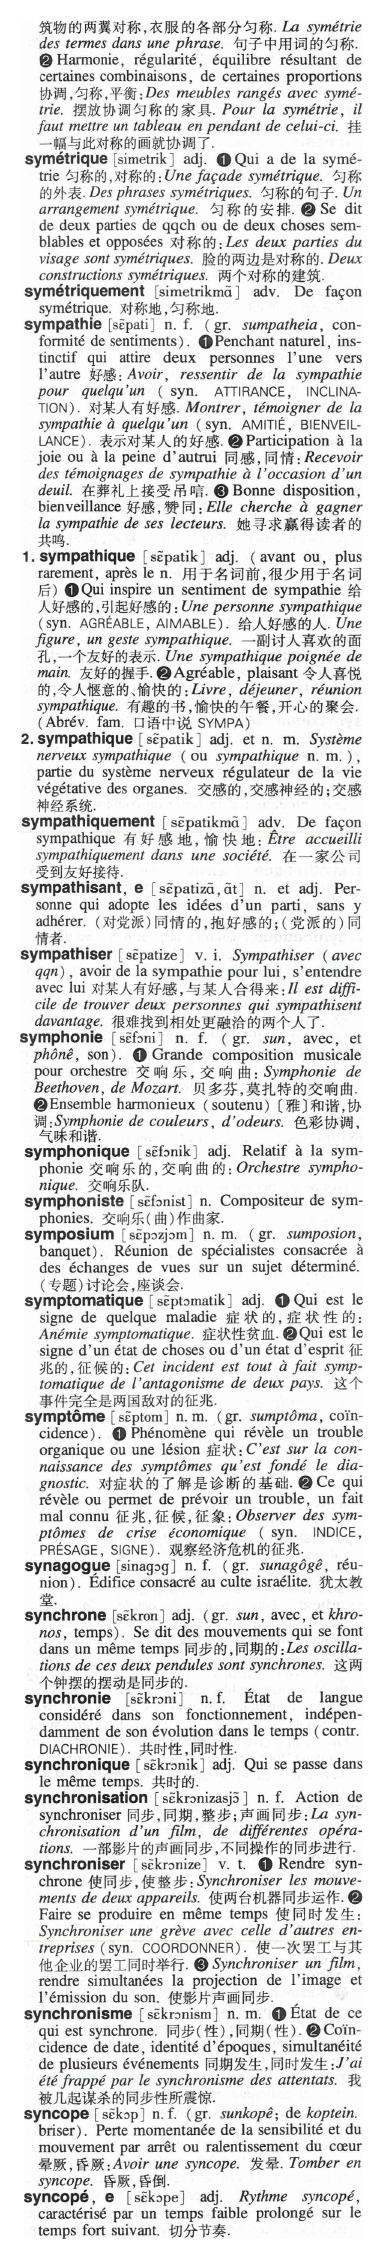 筑物的两翼对称,衣服的各部分匀称. La symétrie
des termes dans une phrase. 句子中用词的匀称.
❷ Harmonie, régularité, équilibre résultant de
certaines combinaisons, de certaines proportions
协调,匀称,平衡: Des meubles rangés avec symé-
trie. 摆放协调匀称的家具. Pour la symétrie, il
faut mettre un tableau en pendant de celui-ci. 挂
一幅与此对称的画就协调了.
symétrique [simetrik] adj. ❶ Qui a de la symé-
trie 匀称的,对称的: Une façade symétrique. 匀称
的外表. Des phrases symétriques. 匀称的句子. Un
arrangement symétrique. 匀称的安排. ❷ Se dit
de deux parties de qqch ou de deux choses sem-
blables et opposées 对称的: Les deux parties du
visage sont symétriques. 脸的两边是对称的. Deux
constructions symétriques. 两个对称的建筑.
symétriquement [simetrikmɑ̃] adv. De façon
symétrique. 对称地,匀称地.
sympathie [sɛ̃pati] n. f. (gr. sumpatheia, con-
formité de sentiments). ❶ Penchant naturel, ins-
tinctif qui attire deux personnes l'une vers
l'autre 好感: Avoir, ressentir de la sympathie
pour quelqu'un (syn. ATTIRANCE, INCLINA-
TION). 对某人有好感. Montrer, témoigner de la
sympathie à quelqu'un (syn. AMITIÉ, BIENVEIL-
LANCE). 表示对某人的好感. ❷ Participation à la
joie ou à la peine d'autrui 同感,同情: Recevoir
des témoignages de sympathie à l'occasion d'un
deuil. 在葬礼上接受吊唁. ❸ Bonne disposition,
bienveillance 好感,赞同: Elle cherche à gagner
la sympathie de ses lecteurs. 她寻求赢得读者的
共鸣.
1. sympathique [sɛ̃patik] adj. (avant ou, plus
rarement, après le n. 用于名词前,很少用于名词
后) ❶ Qui inspire un sentiment de sympathie 给
人好感的,引起好感的: Une personne sympathique
(syn. AGRÉABLE, AIMABLE). 给人好感的人. Une
figure, un geste sympathique. 一副讨人喜欢的面
孔,一个友好的表示. Une sympathique poignée de
main. 友好的握手. ❷ Agréable, plaisant 令人喜悦
的,令人惬意的、愉快的: Livre, déjeuner, réunion
sympathique. 有趣的书,愉快的午餐,开心的聚会.
(Abrév. fam. 口语中说 SYMPA)
2. sympathique [sɛ̃patik] adj. et n. m. Système
nerveux sympathique (ou sympathique n. m.),
partie du système nerveux régulateur de la vie
végétative des organes. 交感的,交感神经的;交感
神经系统.
sympathiquement [sɛ̃patikmɑ̃] adv. De façon
sympathique 有好感地,愉快地: Être accueilli
sympathiquement dans une société. 在一家公司
受到友好接待.
sympathisant, e [sɛ̃patizɑ̃, ɑ̃t] n. et adj. Per-
sonne qui adopte les idées d'un parti, sans y
adhérer. (对党派)同情的,抱好感的;(党派的)同
情者.
sympathiser [sɛ̃patize] v. i. Sympathiser (avec
qqn), avoir de la sympathie pour lui, s'entendre
avec lui 对某人有好感,与某人合得来: Il est diffi-
cile de trouver deux personnes qui sympathisent
davantage. 很难找到相处更融洽的两个人了.
symphonie [sɛ̃fɔni] n. f. (gr. sun, avec, et
phônê, son). ❶ Grande composition musicale
pour orchestre 交响乐,交响曲: Symphonie de
Beethoven, de Mozart. 贝多芬,莫扎特的交响曲.
❷ Ensemble harmonieux (soutenu) 〔雅〕和谐,协
调: Symphonie de couleurs, d'odeurs. 色彩协调,
气味和谐.
symphonique [sɛ̃fɔnik] adj. Relatif à la sym-
phonie 交响乐的,交响曲的: Orchestre sympho-
nique. 交响乐队.
symphoniste [sɛ̃fɔnist] n. Compositeur de sym-
phonies. 交响乐(曲)作曲家.
symposium [sɛ̃pozjɔm] n. m. (gr. sumposion,
banquet). Réunion de spécialistes consacrée à
des échanges de vues sur un sujet déterminé.
(专题)讨论会,座谈会.
symptomatique [sɛ̃ptɔmatik] adj. ❶ Qui est le
signe de quelque maladie 症状的,症状性的:
Anémie symptomatique. 症状性贫血. ❷ Qui est le
signe d'un état de choses ou d'un état d'esprit 征
兆的,征候的: Cet incident est tout à fait symp-
tomatique de l'antagonisme de deux pays. 这个
事件完全是两国敌对的征兆.
symptôme [sɛ̃ptom] n. m. (gr. sumptôma, coïn-
cidence). ❶ Phénomène qui révèle un trouble
organique ou une lésion 症状: C'est sur la con-
naissance des symptômes qu'est fondé le dia-
gnostic. 对症状的了解是诊断的基础. ❷ Ce qui
révèle ou permet de prévoir un trouble, un fait
mal connu 征兆,征候,征象: Observer des sym-
ptômes de crise économique (syn. INDICE,
PRÉSAGE, SIGNE). 观察经济危机的征兆.
synagogue [sinagɔg] n. f. (gr. sunagôgê, réu-
nion). Édifice consacré au culte israélite. 犹太教
堂.
synchrone [sɛ̃kron] adj. (gr. sun, avec, et khro-
nos, temps). Se dit des mouvements qui se font
dans un même temps 同步的,同期的: Les oscilla-
tions de ces deux pendules sont synchrones. 这两
个钟摆的摆动是同步的.
synchronie [sɛ̃krɔni] n. f. État de langue
considéré dans son fonctionnement, indépen-
damment de son évolution dans le temps (contr.
DIACHRONIE). 共时性,同时性.
synchronique [sɛ̃krɔnik] adj. Qui se passe dans
le même temps. 共时的.
synchronisation [sɛ̃krɔnizasjɔ̃] n. f. Action de
synchroniser 同步,同期,整步;声画同步: La syn-
chronisation d'un film, de différentes opéra-
tions. 一部影片的声画同步,不同操作的同步进行.
synchroniser [sɛ̃krɔnize] v. t. ❶ Rendre syn-
chrone 使同步,使整步: Synchroniser les mouve-
ments de deux appareils. 使两台机器同步运作. ❷
Faire se produire en même temps 使同时发生:
Synchroniser une grève avec celle d'autres en-
treprises (syn. COORDONNER). 使一次罢工与其
他企业的罢工同时举行. ❸ Synchroniser un film,
rendre simultanées la projection de l'image et
l'émission du son. 使影片声画同步.
synchronisme [sɛ̃krɔnism] n. m. ❶ État de ce
qui est synchrone. 同步(性),同期(性). ❷ Coïn-
cidence de date, identité d'époques, simultanéité
de plusieurs événements 同期发生,同时发生: J'ai
été frappé par le synchronisme des attentats. 我
被几起谋杀的同步性所震惊.
syncope [sɛ̃kɔp] n. f. (gr. sunkopê; de koptein.
briser). Perte momentanée de la sensibilité et du
mouvement par arrêt ou ralentissement du cœur
晕厥,昏厥: Avoir une syncope. 发晕. Tomber en
syncope. 昏厥,昏倒.
syncopé, e [sɛ̃kɔpe] adj. Rythme syncopé,
caractérisé par un temps faible prolongé sur le
temps fort suivant. 切分节奏.